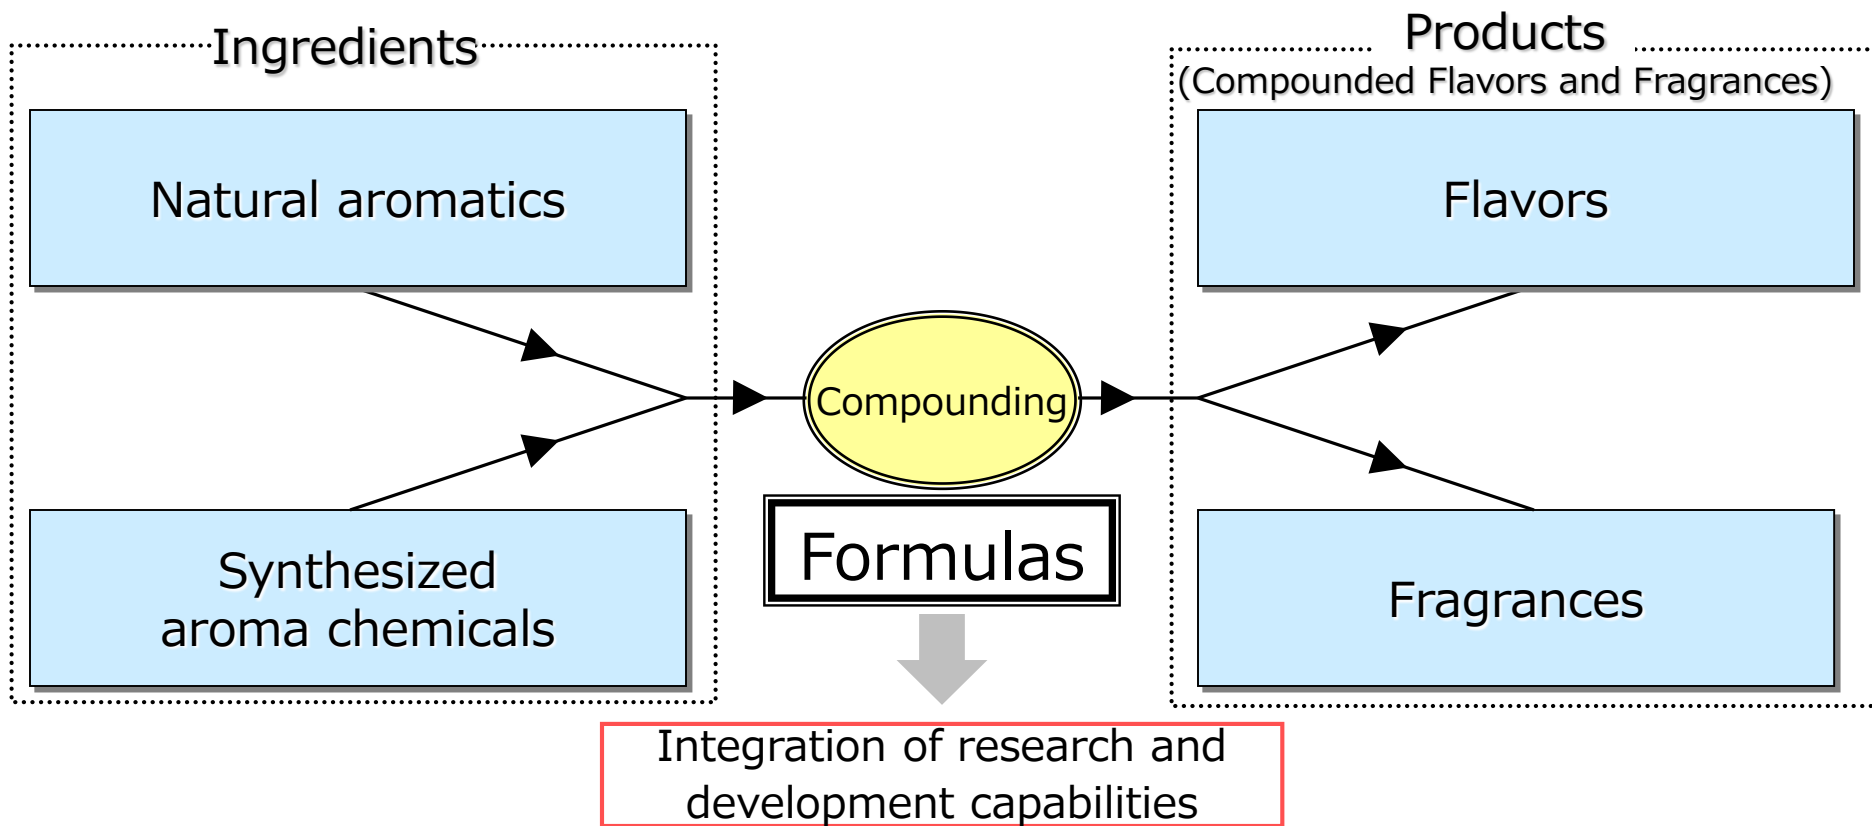 Ingredients
Natural aromatics
Synthesized
aroma chemicals
Compounding
Formulas
Integration of research and
development capabilities
Products
(Compounded Flavors and Fragrances)
Flavors
Fragrances